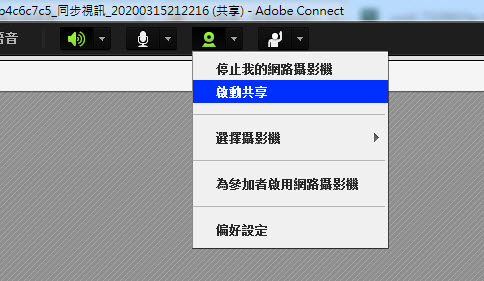 b4c6c7c5_同步視訊_20200315212216 (共享) - Adobe Connect
語音
停止我的網路攝影機
啟動共享
選擇攝影機
為參加者啟用網路攝影機
偏好設定